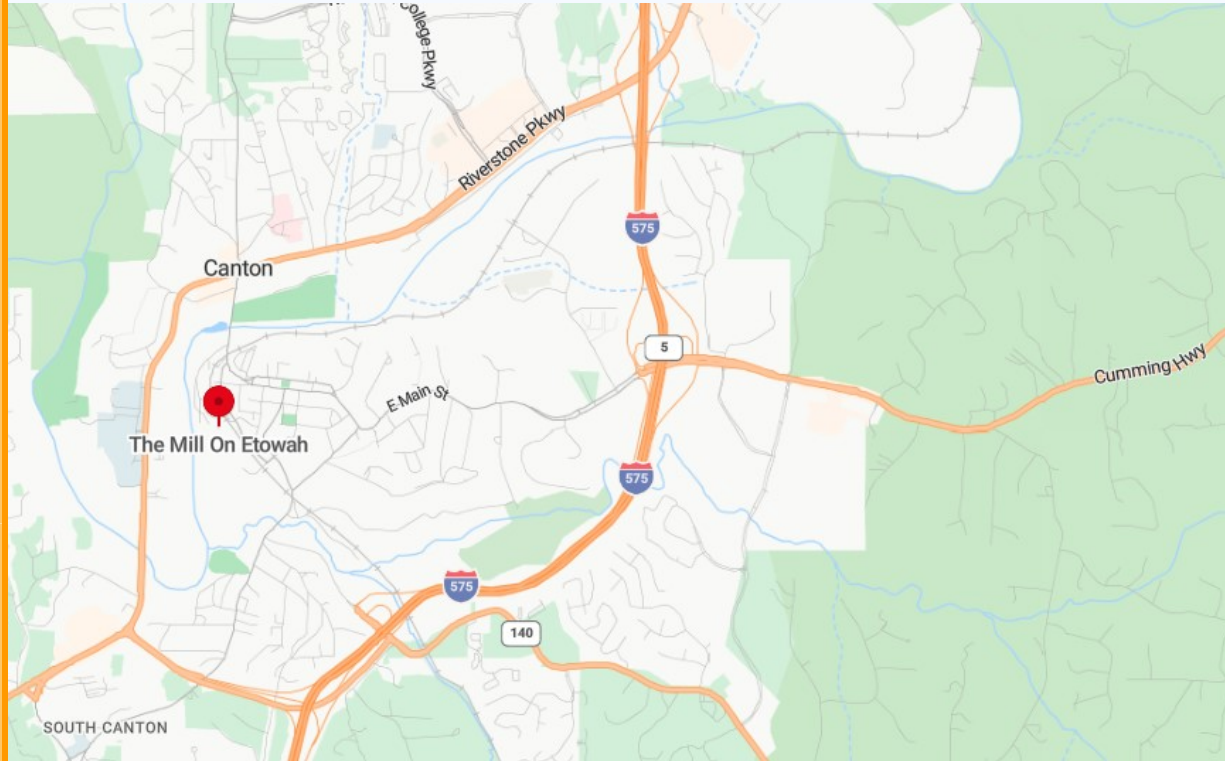 College Pkwy
Riverstone Pkwy
575
Canton
5
Cumming Hwy
E Main St
The Mill On Etowah
575
575
140
SOUTH CANTON